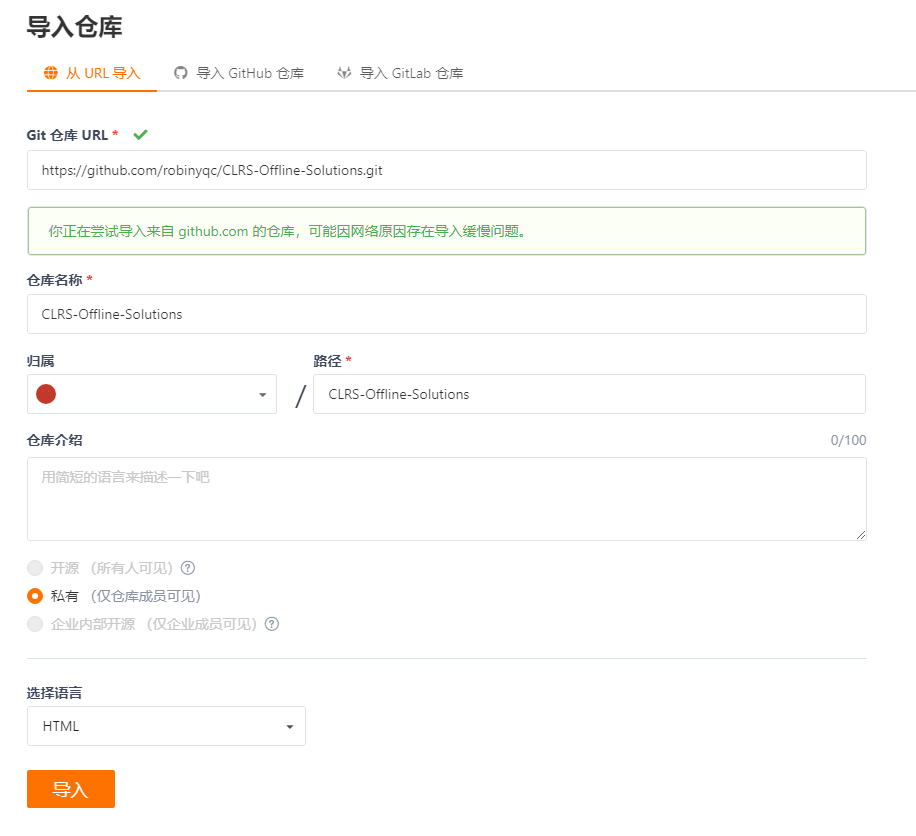 导入仓库
从 URL 导入 导入 GitHub 仓库 导入 GitLab 仓库
Git 仓库 URL *
https://github.com/robinyqc/CLRS-Offline-Solutions.git
你正在尝试导入来自 github.com 的仓库，可能因网络原因存在导入缓慢问题。
仓库名称 *
CLRS-Offline-Solutions
归属 路径 *
/ CLRS-Offline-Solutions
仓库介绍 0/100
用简短的语言来描述一下吧
开源 （所有人可见） ?
私有 （仅仓库成员可见）
企业内部开源 （仅企业成员可见） ?
选择语言
HTML
导入